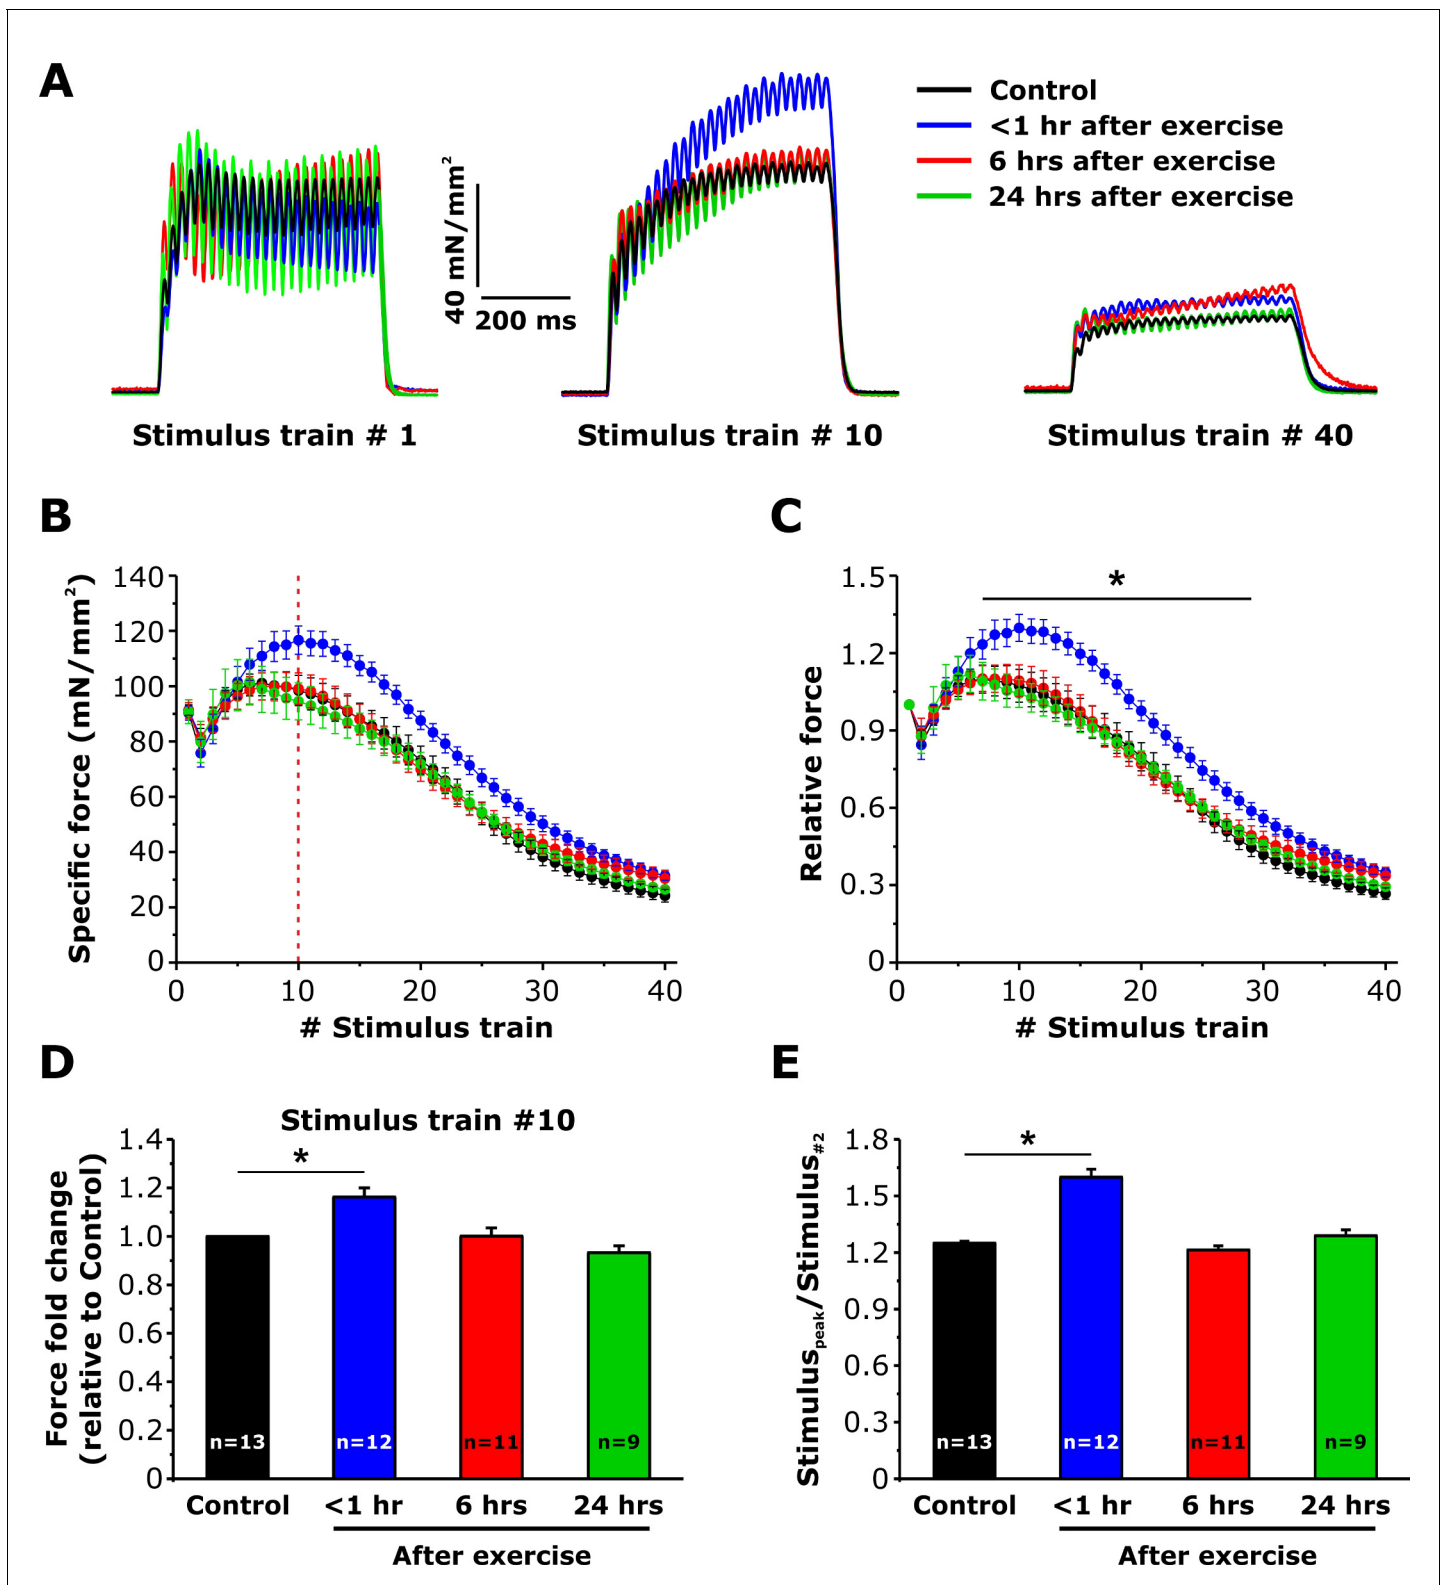 A
Control
<1 hr after exercise
6 hrs after exercise
24 hrs after exercise
40 mN/mm²
200 ms
Stimulus train # 1
Stimulus train # 10
Stimulus train # 40
B
Specific force (mN/mm²)
140
120
100
80
60
40
20
0
0 10 20 30 40
# Stimulus train
C
*
Relative force
1.5
1.2
0.9
0.6
0.3
0
0 10 20 30 40
# Stimulus train
D
Stimulus train #10
Force fold change
(relative to Control)
1.4
1.2
1.0
0.8
0.6
0.4
0.2
0
*
n=13 n=12 n=11 n=9
Control <1 hr 6 hrs 24 hrs
After exercise
E
Stimulus peak/Stimulus #2
1.8
1.5
1.2
0.9
0.6
0.3
0
*
n=13 n=12 n=11 n=9
Control <1 hr 6 hrs 24 hrs
After exercise